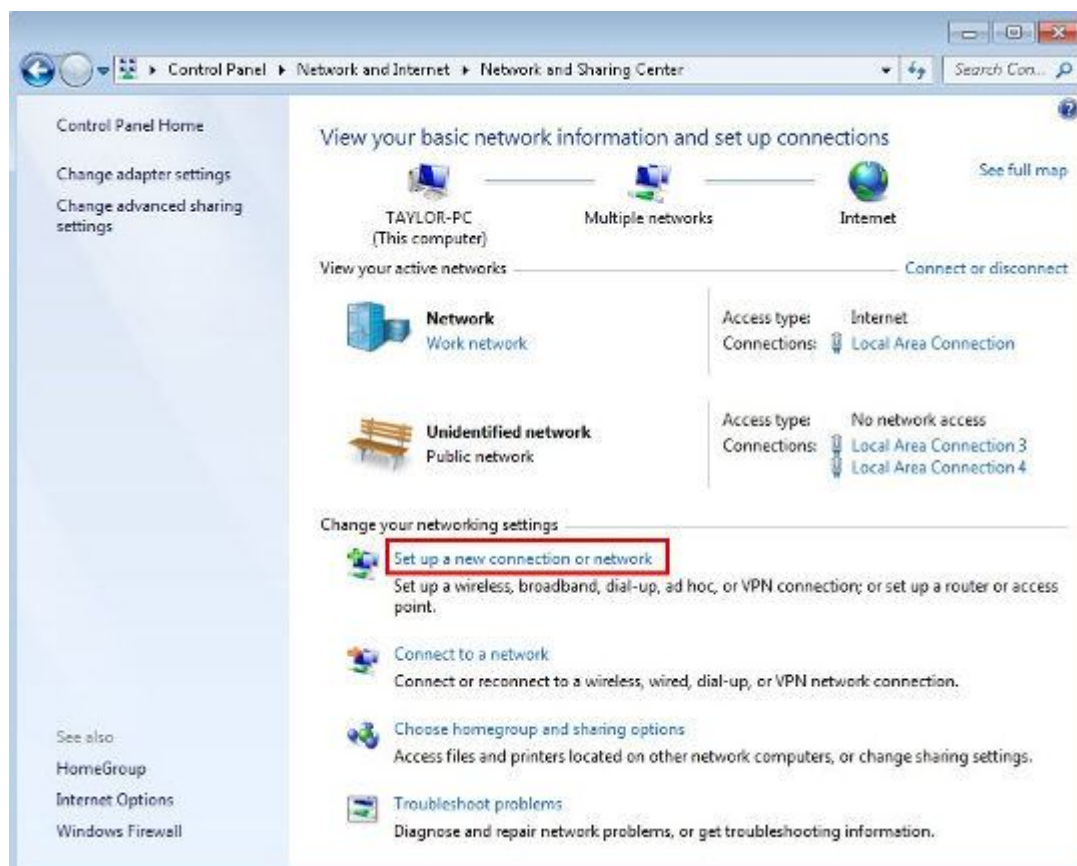 Control Panel ▸ Network and Internet ▸ Network and Sharing Center
Search Con...
Control Panel Home
Change adapter settings
Change advanced sharing
settings
See also
HomeGroup
Internet Options
Windows Firewall
View your basic network information and set up connections
See full map
TAYLOR-PC
(This computer)
Multiple networks
Internet
View your active networks
Connect or disconnect
Network
Work network
Access type: Internet
Connections: Local Area Connection
Unidentified network
Public network
Access type: No network access
Connections: Local Area Connection 3
Local Area Connection 4
Change your networking settings
Set up a new connection or network
Set up a wireless, broadband, dial-up, ad hoc, or VPN connection; or set up a router or access
point.
Connect to a network
Connect or reconnect to a wireless, wired, dial-up, or VPN network connection.
Choose homegroup and sharing options
Access files and printers located on other network computers, or change sharing settings.
Troubleshoot problems
Diagnose and repair network problems, or get troubleshooting information.